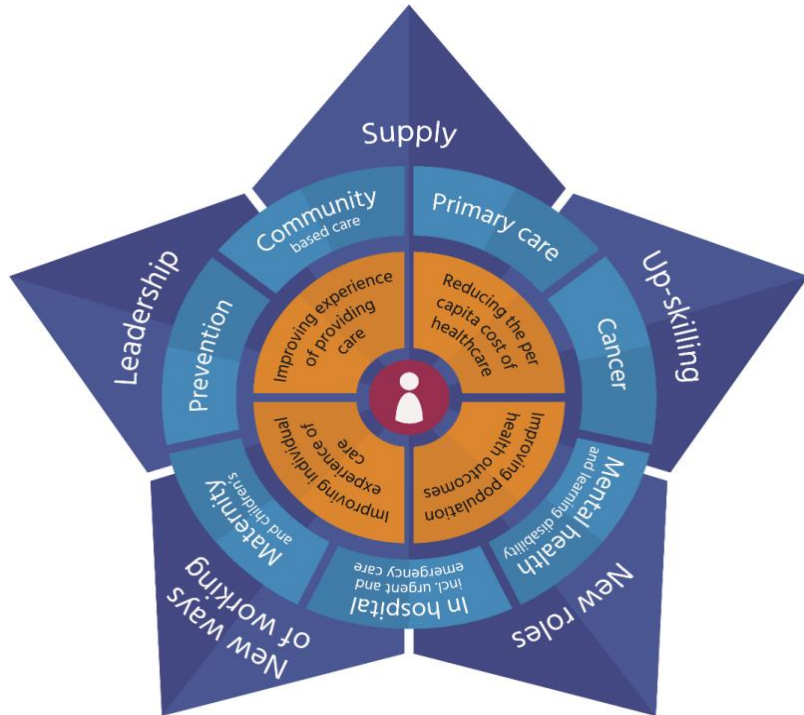 Supply
Up-skilling
New roles
New ways
of working
Leadership
Community
based care
Primary care
Cancer
Mental health
and learning disability
In hospital
incl. urgent and
emergency care
Maternity
and children's
Prevention
Improving experience
of providing
care
Reducing the per
capita cost of
healthcare
Improving population
health outcomes
Improving individual
experience of
care